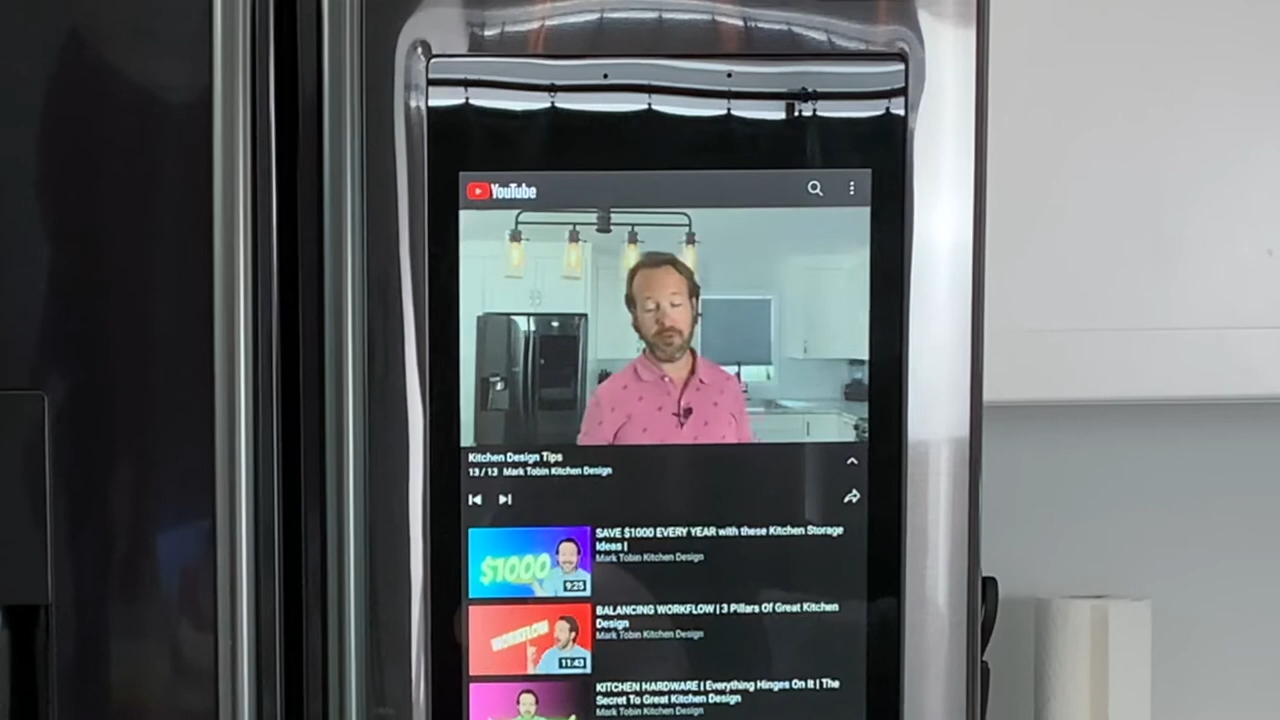 YouTube
Kitchen Design Tips
13 / 13 Mark Tobin Kitchen Design
SAVE $1000 EVERY YEAR with these Kitchen Storage
Ideas |
Mark Tobin Kitchen Design
$1000
9:25
BALANCING WORKFLOW | 3 Pillars Of Great Kitchen
Design
Mark Tobin Kitchen Design
WORKFLOW
11:43
KITCHEN HARDWARE | Everything Hinges On It | The
Secret To Great Kitchen Design
Mark Tobin Kitchen Design